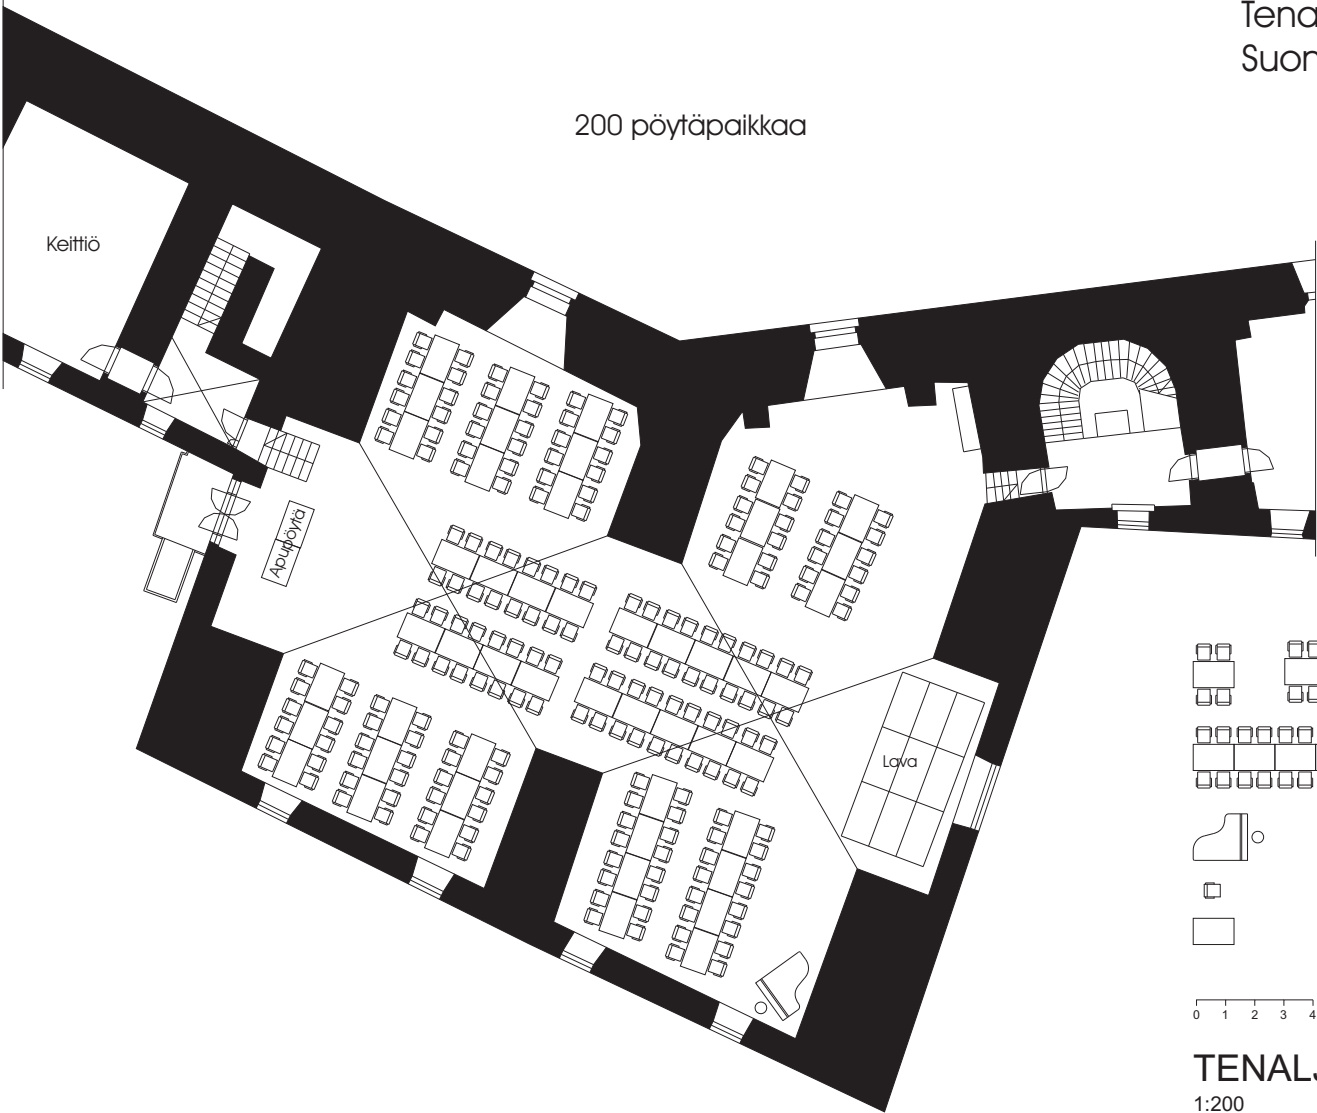 Tena
Suor
200 pöytäpaikkaa
Keittiö
Apupöytä
Lava
0 1 2 3 4
TENALJ
1:200